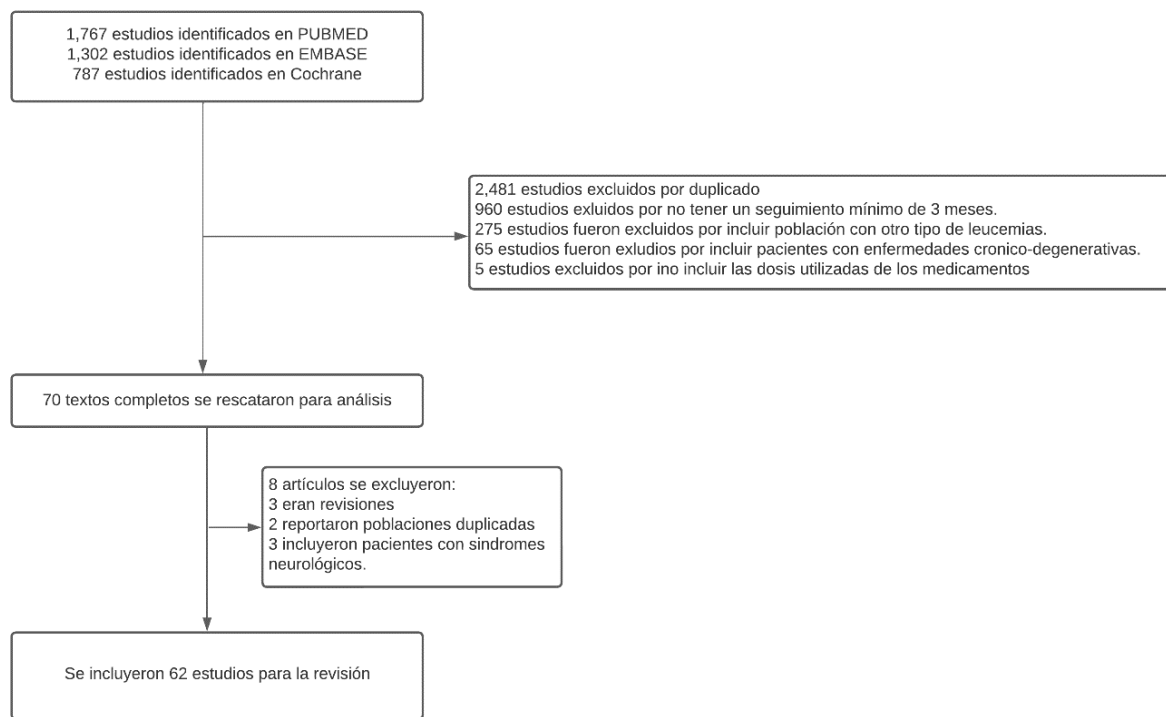 1,767 estudios identificados en PUBMED
1,302 estudios identificados en EMBASE
787 estudios identificados en Cochrane
2,481 estudios excluidos por duplicado
960 estudios exluidos por no tener un seguimiento mínimo de 3 meses.
275 estudios fueron excluidos por incluir población con otro tipo de leucemias.
65 estudios fueron exludios por incluir pacientes con enfermedades cronico-degenerativas.
5 estudios excluidos por ino incluir las dosis utilizadas de los medicamentos
70 textos completos se rescataron para análisis
8 artículos se excluyeron:
3 eran revisiones
2 reportaron poblaciones duplicadas
3 incluyeron pacientes con sindromes
neurológicos.
Se incluyeron 62 estudios para la revisión